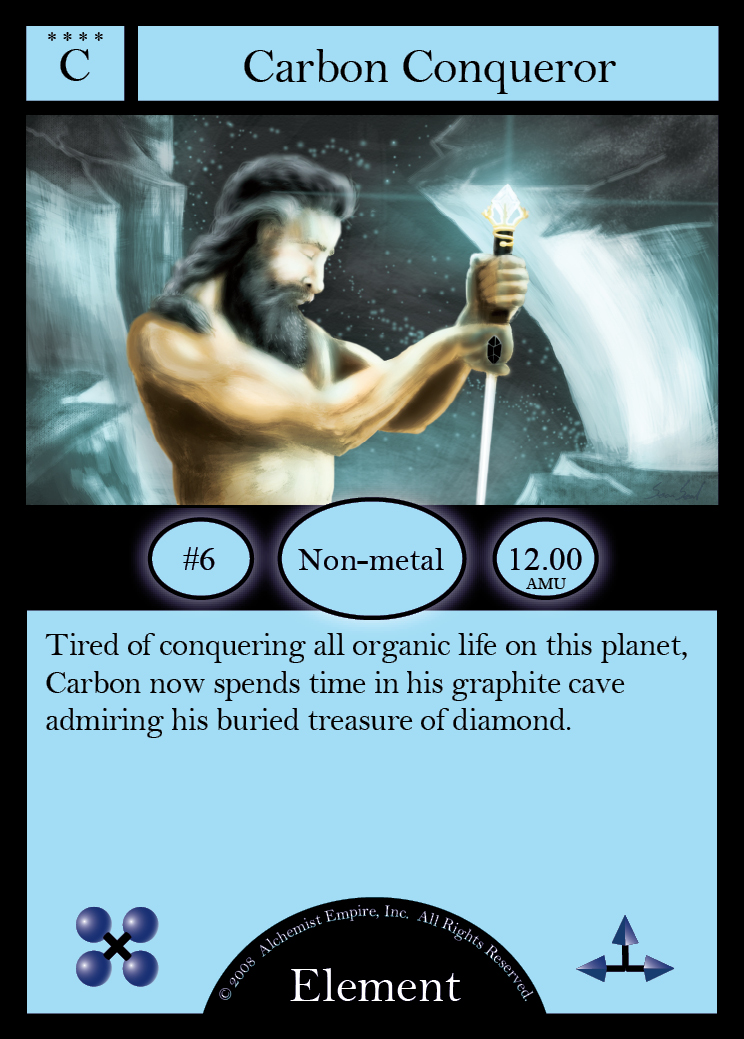 * * * *
C
Carbon Conqueror
#6
Non-metal
12.00
AMU
Tired of conquering all organic life on this planet,
Carbon now spends time in his graphite cave
admiring his buried treasure of diamond.
© 2008 Alchemist Empire, Inc. All Rights Reserved.
Element